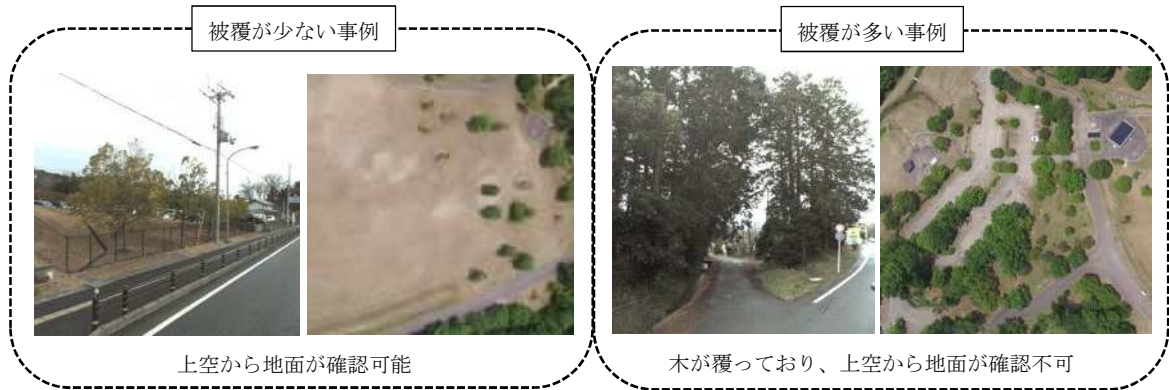 被覆が少ない事例
被覆が多い事例
上空から地面が確認可能
木が覆っており、上空から地面が確認不可